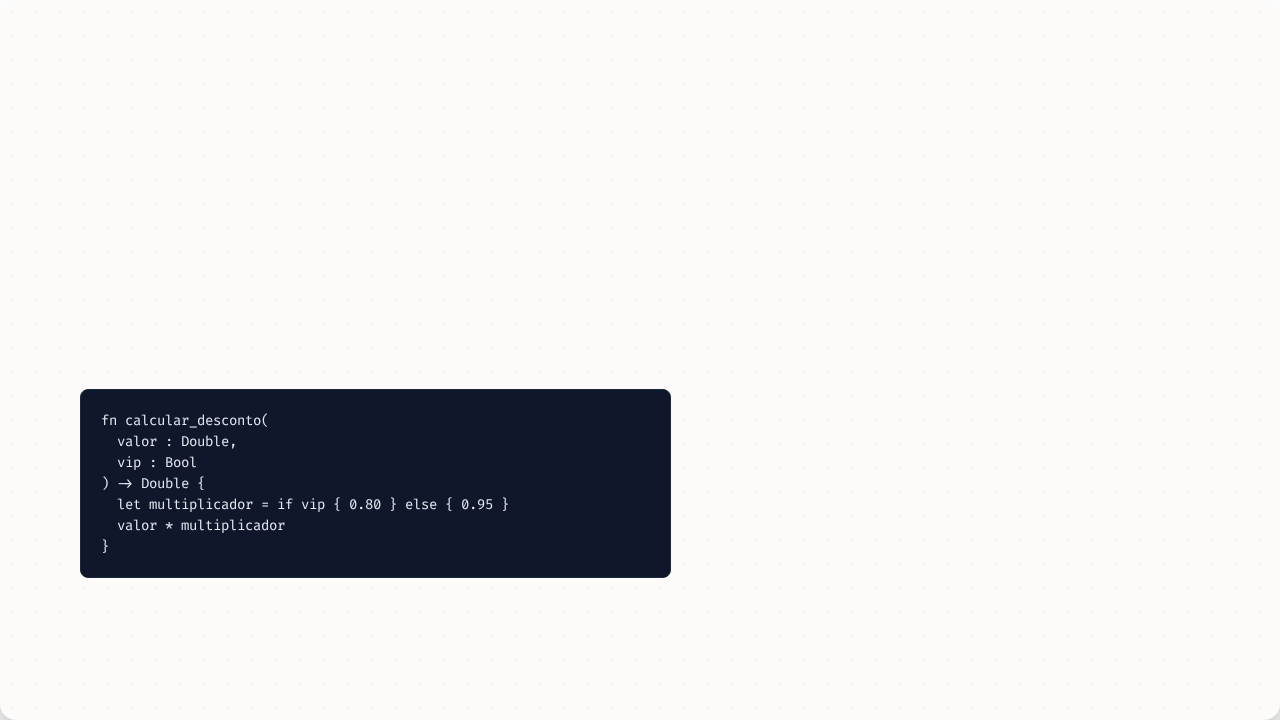 fn calcular_desconto(
  valor : Double,
  vip : Bool
) -> Double {
  let multiplicador = if vip { 0.80 } else { 0.95 }
  valor * multiplicador
}